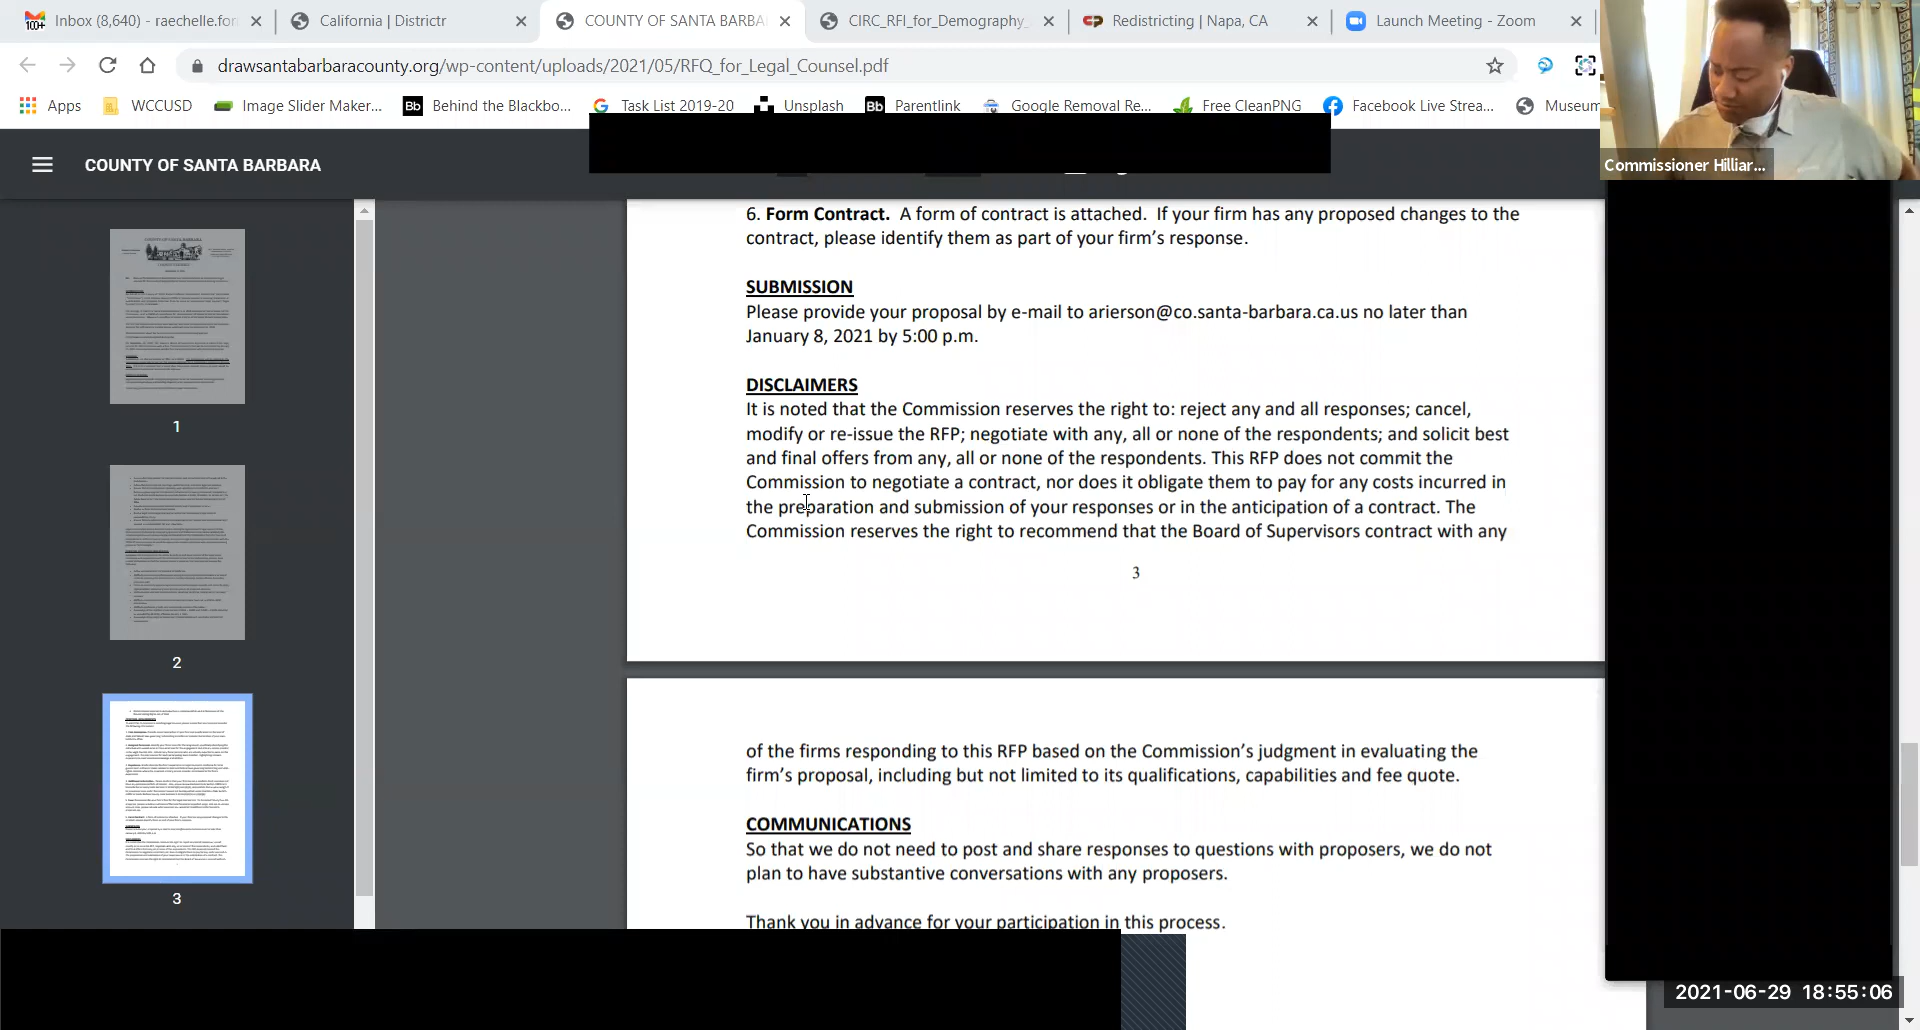 Inbox (8,640) - raechelle.for
California | Districtr
COUNTY OF SANTA BARBA
CIRC_RFI_for_Demography_
Redistricting | Napa, CA
Launch Meeting - Zoom
drawsantabarbaracounty.org/wp-content/uploads/2021/05/RFQ_for_Legal_Counsel.pdf
Apps
WCCUSD
Image Slider Maker...
Bb Behind the Blackbo...
Task List 2019-20
Unsplash
Bb Parentlink
Google Removal Re...
Free CleanPNG
Facebook Live Strea...
Museum
Commissioner Hilliar...
COUNTY OF SANTA BARBARA
1
2
3
6. Form Contract. A form of contract is attached. If your firm has any proposed changes to the
contract, please identify them as part of your firm's response.
SUBMISSION
Please provide your proposal by e-mail to arierson@co.santa-barbara.ca.us no later than
January 8, 2021 by 5:00 p.m.
DISCLAIMERS
It is noted that the Commission reserves the right to: reject any and all responses; cancel,
modify or re-issue the RFP; negotiate with any, all or none of the respondents; and solicit best
and final offers from any, all or none of the respondents. This RFP does not commit the
Commission to negotiate a contract, nor does it obligate them to pay for any costs incurred in
the preparation and submission of your responses or in the anticipation of a contract. The
Commission reserves the right to recommend that the Board of Supervisors contract with any
3
of the firms responding to this RFP based on the Commission's judgment in evaluating the
firm's proposal, including but not limited to its qualifications, capabilities and fee quote.
COMMUNICATIONS
So that we do not need to post and share responses to questions with proposers, we do not
plan to have substantive conversations with any proposers.
Thank you in advance for your participation in this process.
2021-06-29 18:55:06